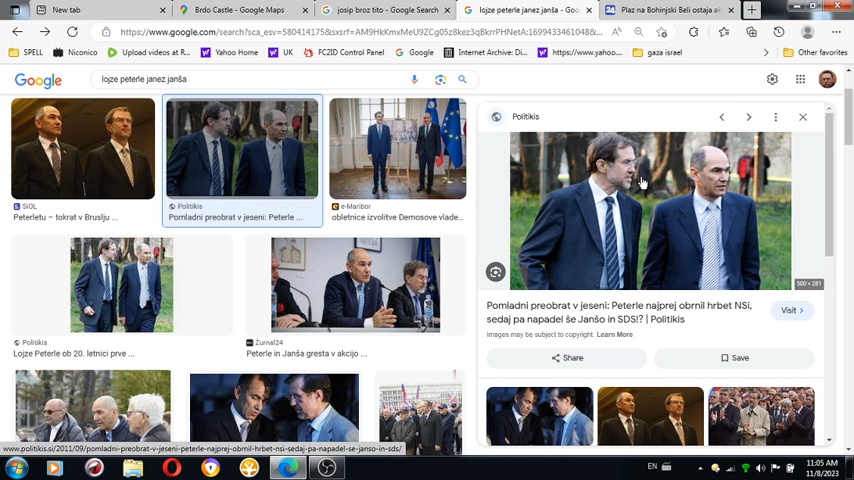 New tab
Brdo Castle - Google Maps
josip broz tito - Google Search
lojze peterle janez janša - Goo
Plaz na Bohinjski Beli ostaja ak
https://www.google.com/search?sca_esv=580414175&sxsrf=AM9HkKmxMeU9ZCg05z8kez3qBkrrPHNetA:1699433461048&...
SPELL
Niconico
Upload videos at R...
Yahoo Home
UK
FCZID Control Panel
Google
Internet Archive: Di...
https://www.yahoo...
gaza israel
Other favorites
Google
lojze peterle janez janša
SiOL
Peterletu – tokrat v Bruslju ...
Politikis
Pomladni preobrat v jeseni: Peterle ...
e-Maribor
obletnice izvolitve Demosove vlade...
Politikis
Lojze Peterle ob 20. letnici prve ...
Žurnal24
Peterle in Janša gresta v akcijo ...
Politikis
500 × 281
Pomladni preobrat v jeseni: Peterle najprej obrnil hrbet NSi,
sedaj pa napadel še Janšo in SDS!? | Politikis
Visit
Images may be subject to copyright. Learn More
Share
Save
www.politikis.si/2011/09/pomladni-preobrat-v-jeseni-peterle-najprej-obrnil-hrbet-nsi-sedaj-pa-napadel-se-janso-in-sds/
EN
11:05 AM
11/8/2023